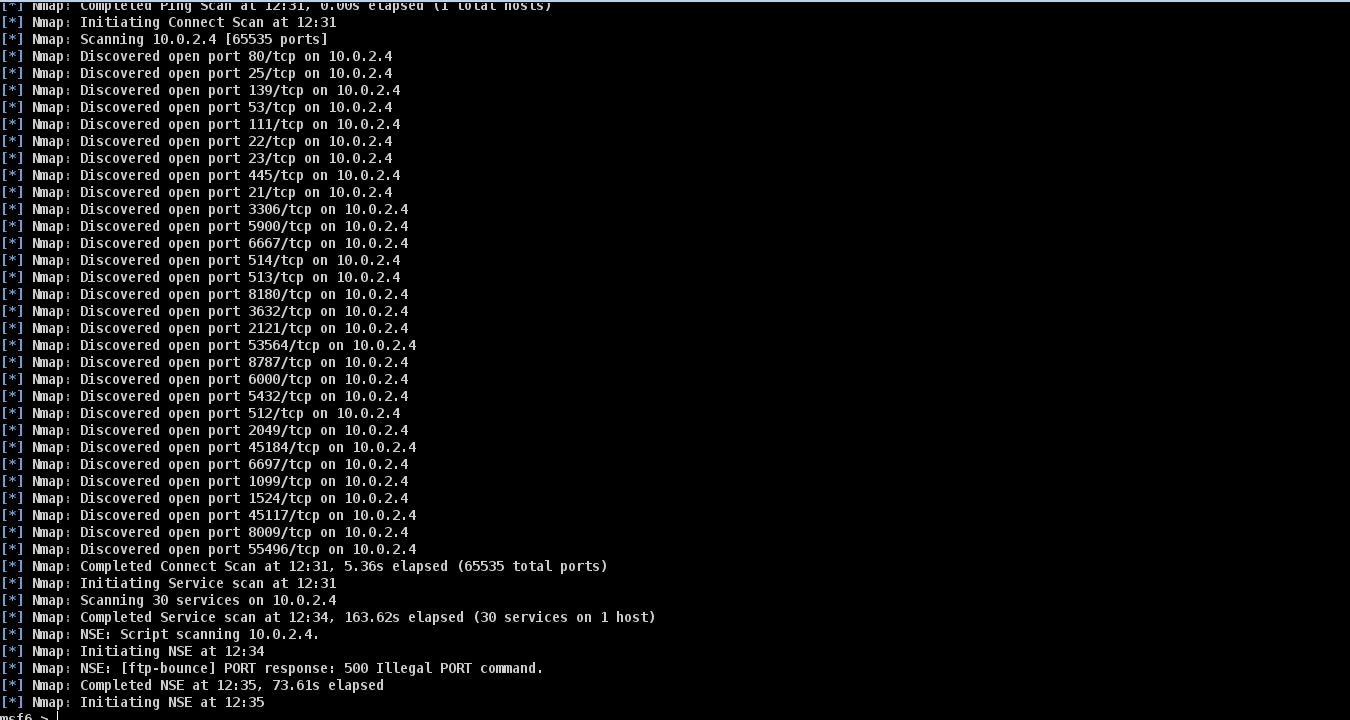 [*] Nmap: Completed Ping Scan at 12:31, 0.00s elapsed (1 total hosts)
[*] Nmap: Initiating Connect Scan at 12:31
[*] Nmap: Scanning 10.0.2.4 [65535 ports]
[*] Nmap: Discovered open port 80/tcp on 10.0.2.4
[*] Nmap: Discovered open port 25/tcp on 10.0.2.4
[*] Nmap: Discovered open port 139/tcp on 10.0.2.4
[*] Nmap: Discovered open port 53/tcp on 10.0.2.4
[*] Nmap: Discovered open port 111/tcp on 10.0.2.4
[*] Nmap: Discovered open port 22/tcp on 10.0.2.4
[*] Nmap: Discovered open port 23/tcp on 10.0.2.4
[*] Nmap: Discovered open port 445/tcp on 10.0.2.4
[*] Nmap: Discovered open port 21/tcp on 10.0.2.4
[*] Nmap: Discovered open port 3306/tcp on 10.0.2.4
[*] Nmap: Discovered open port 5900/tcp on 10.0.2.4
[*] Nmap: Discovered open port 6667/tcp on 10.0.2.4
[*] Nmap: Discovered open port 514/tcp on 10.0.2.4
[*] Nmap: Discovered open port 513/tcp on 10.0.2.4
[*] Nmap: Discovered open port 8180/tcp on 10.0.2.4
[*] Nmap: Discovered open port 3632/tcp on 10.0.2.4
[*] Nmap: Discovered open port 2121/tcp on 10.0.2.4
[*] Nmap: Discovered open port 53564/tcp on 10.0.2.4
[*] Nmap: Discovered open port 8787/tcp on 10.0.2.4
[*] Nmap: Discovered open port 6000/tcp on 10.0.2.4
[*] Nmap: Discovered open port 5432/tcp on 10.0.2.4
[*] Nmap: Discovered open port 512/tcp on 10.0.2.4
[*] Nmap: Discovered open port 2049/tcp on 10.0.2.4
[*] Nmap: Discovered open port 45184/tcp on 10.0.2.4
[*] Nmap: Discovered open port 6697/tcp on 10.0.2.4
[*] Nmap: Discovered open port 1099/tcp on 10.0.2.4
[*] Nmap: Discovered open port 1524/tcp on 10.0.2.4
[*] Nmap: Discovered open port 45117/tcp on 10.0.2.4
[*] Nmap: Discovered open port 8009/tcp on 10.0.2.4
[*] Nmap: Discovered open port 55496/tcp on 10.0.2.4
[*] Nmap: Completed Connect Scan at 12:31, 5.36s elapsed (65535 total ports)
[*] Nmap: Initiating Service scan at 12:31
[*] Nmap: Scanning 30 services on 10.0.2.4
[*] Nmap: Completed Service scan at 12:34, 163.62s elapsed (30 services on 1 host)
[*] Nmap: NSE: Script scanning 10.0.2.4.
[*] Nmap: Initiating NSE at 12:34
[*] Nmap: NSE: [ftp-bounce] PORT response: 500 Illegal PORT command.
[*] Nmap: Completed NSE at 12:35, 73.61s elapsed
[*] Nmap: Initiating NSE at 12:35
msf6 >